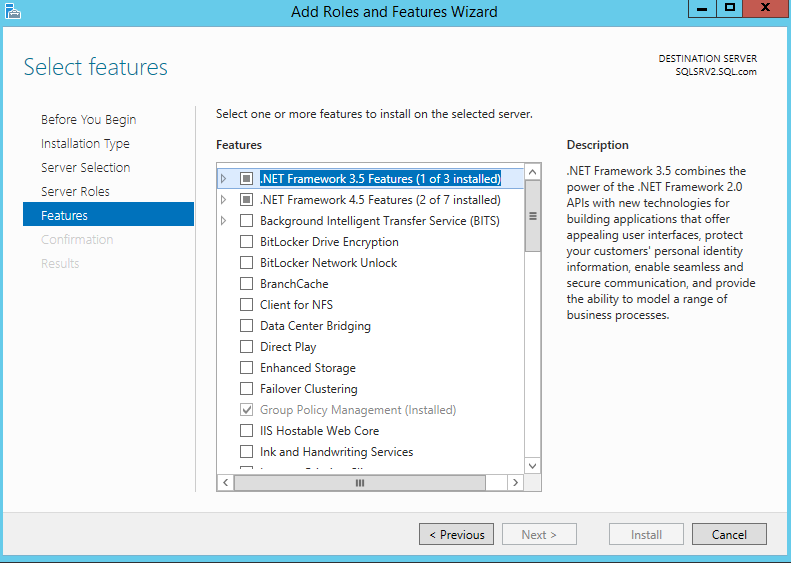 Add Roles and Features Wizard
Select features
DESTINATION SERVER
SQLSRV2.SQL.com
Before You Begin
Installation Type
Server Selection
Server Roles
Features
Confirmation
Results
Select one or more features to install on the selected server.
Features
.NET Framework 3.5 Features (1 of 3 installed)
.NET Framework 4.5 Features (2 of 7 installed)
Background Intelligent Transfer Service (BITS)
BitLocker Drive Encryption
BitLocker Network Unlock
BranchCache
Client for NFS
Data Center Bridging
Direct Play
Enhanced Storage
Failover Clustering
Group Policy Management (Installed)
IIS Hostable Web Core
Ink and Handwriting Services
Description
.NET Framework 3.5 combines the
power of the .NET Framework 2.0
APIs with new technologies for
building applications that offer
appealing user interfaces, protect
your customers' personal identity
information, enable seamless and
secure communication, and provide
the ability to model a range of
business processes.
< Previous
Next >
Install
Cancel